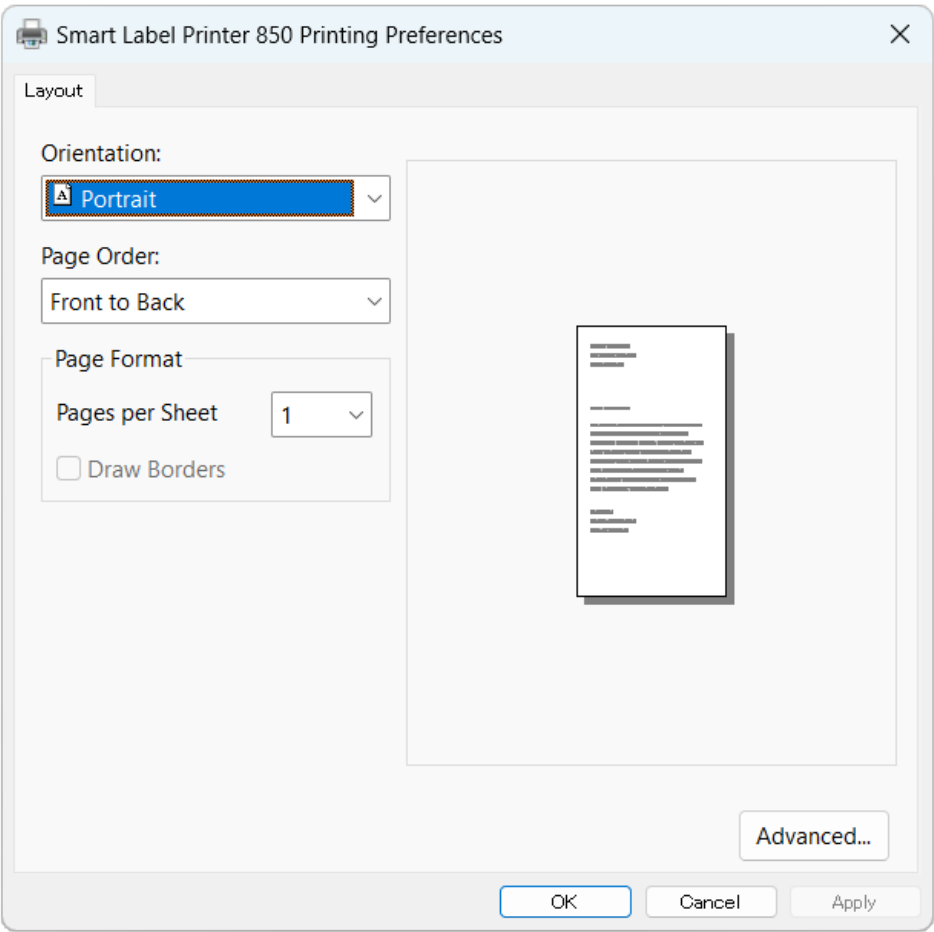 Smart Label Printer 850 Printing Preferences
Layout
Orientation:
A Portrait
Page Order:
Front to Back
Page Format
Pages per Sheet 1
Draw Borders
Advanced...
OK Cancel Apply